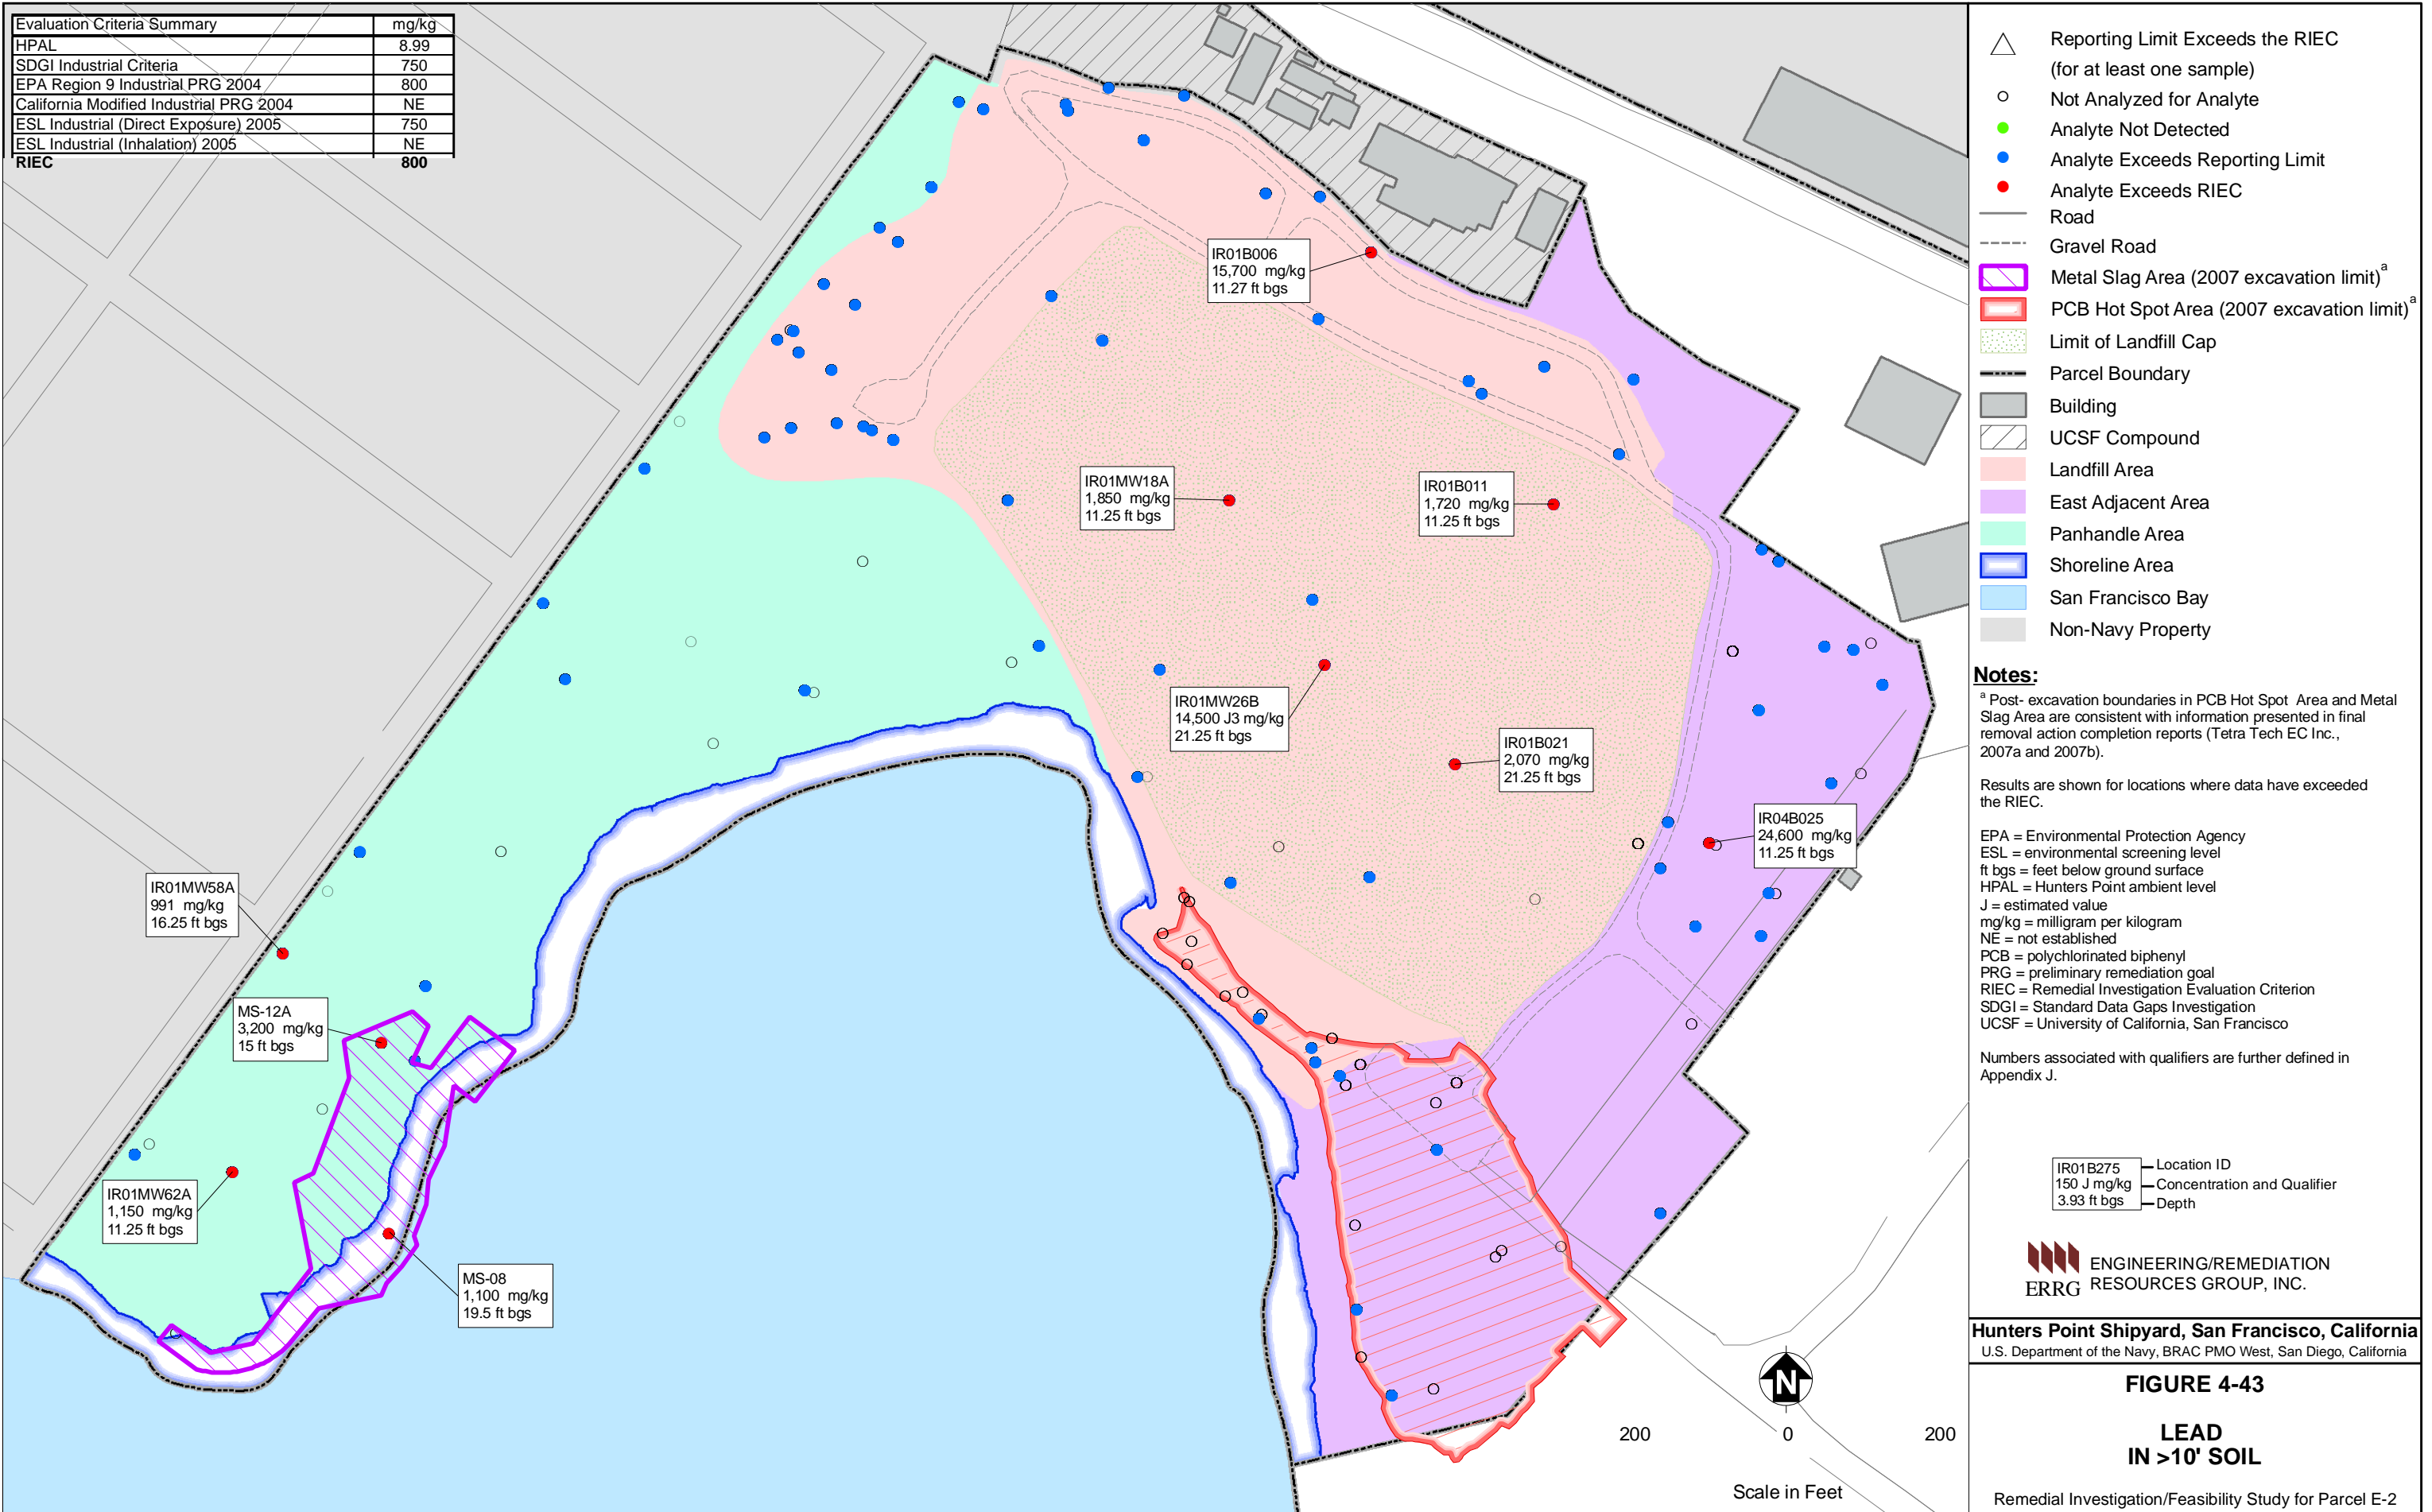 Evaluation Criteria Summary mg/kg
HPAL 8.99
SDGI Industrial Criteria 750
EPA Region 9 Industrial PRG 2004 800
California Modified Industrial PRG 2004 NE
ESL Industrial (Direct Exposure) 2005 750
ESL Industrial (Inhalation) 2005 NE
RIEC 800
IR01B006
15,700 mg/kg
11.27 ft bgs
IR01MW18A
1,850 mg/kg
11.25 ft bgs
IR01B011
1,720 mg/kg
11.25 ft bgs
IR01MW26B
14,500 J3 mg/kg
21.25 ft bgs
IR01B021
2,070 mg/kg
21.25 ft bgs
IR04B025
24,600 mg/kg
11.25 ft bgs
IR01MW58A
991 mg/kg
16.25 ft bgs
MS-12A
3,200 mg/kg
15 ft bgs
IR01MW62A
1,150 mg/kg
11.25 ft bgs
MS-08
1,100 mg/kg
19.5 ft bgs
N
200 0 200
Scale in Feet
Reporting Limit Exceeds the RIEC
(for at least one sample)
Not Analyzed for Analyte
Analyte Not Detected
Analyte Exceeds Reporting Limit
Analyte Exceeds RIEC
Road
Gravel Road
Metal Slag Area (2007 excavation limit)a
PCB Hot Spot Area (2007 excavation limit)a
Limit of Landfill Cap
Parcel Boundary
Building
UCSF Compound
Landfill Area
East Adjacent Area
Panhandle Area
Shoreline Area
San Francisco Bay
Non-Navy Property
Notes:
a Post- excavation boundaries in PCB Hot Spot Area and Metal
Slag Area are consistent with information presented in final
removal action completion reports (Tetra Tech EC Inc.,
2007a and 2007b).
Results are shown for locations where data have exceeded
the RIEC.
EPA = Environmental Protection Agency
ESL = environmental screening level
ft bgs = feet below ground surface
HPAL = Hunters Point ambient level
J = estimated value
mg/kg = milligram per kilogram
NE = not established
PCB = polychlorinated biphenyl
PRG = preliminary remediation goal
RIEC = Remedial Investigation Evaluation Criterion
SDGI = Standard Data Gaps Investigation
UCSF = University of California, San Francisco
Numbers associated with qualifiers are further defined in
Appendix J.
IR01B275 Location ID
150 J mg/kg Concentration and Qualifier
3.93 ft bgs Depth
ERRG
ENGINEERING/REMEDIATION
RESOURCES GROUP, INC.
Hunters Point Shipyard, San Francisco, California
U.S. Department of the Navy, BRAC PMO West, San Diego, California
FIGURE 4-43
LEAD
IN >10' SOIL
Remedial Investigation/Feasibility Study for Parcel E-2